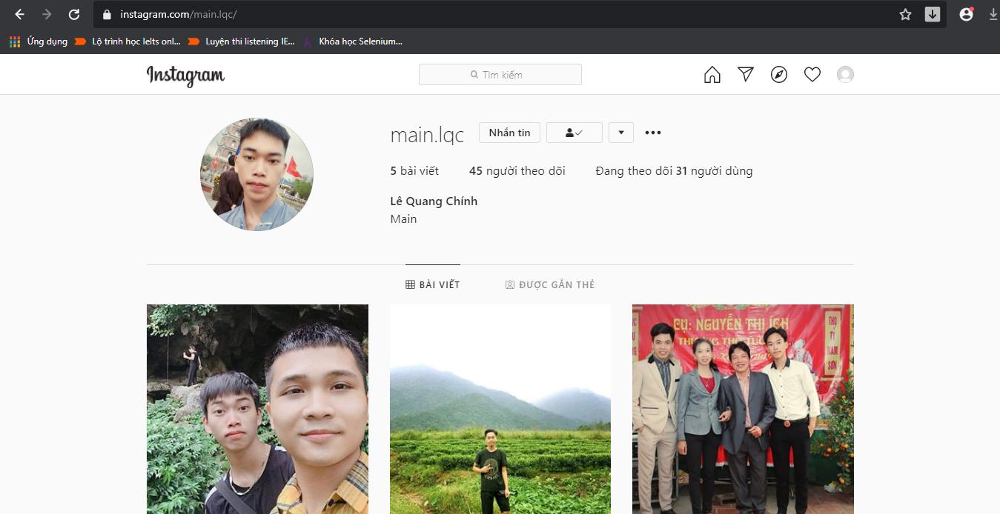 instagram.com/main.lqc/
Ứng dụng
Lộ trình học Ielts onl...
Luyện thi listening IE...
Khóa học Selenium...
Instagram
Tìm kiếm
main.lqc
Nhắn tin
5 bài viết
45 người theo dõi
Đang theo dõi 31 người dùng
Lê Quang Chính
Main
BÀI VIẾT
ĐƯỢC GẮN THẺ
CỤ: NGUYỄN THỊ ÍCH
THƯỢNG THỌ
THỌ
TỶ
NAM
SƠN